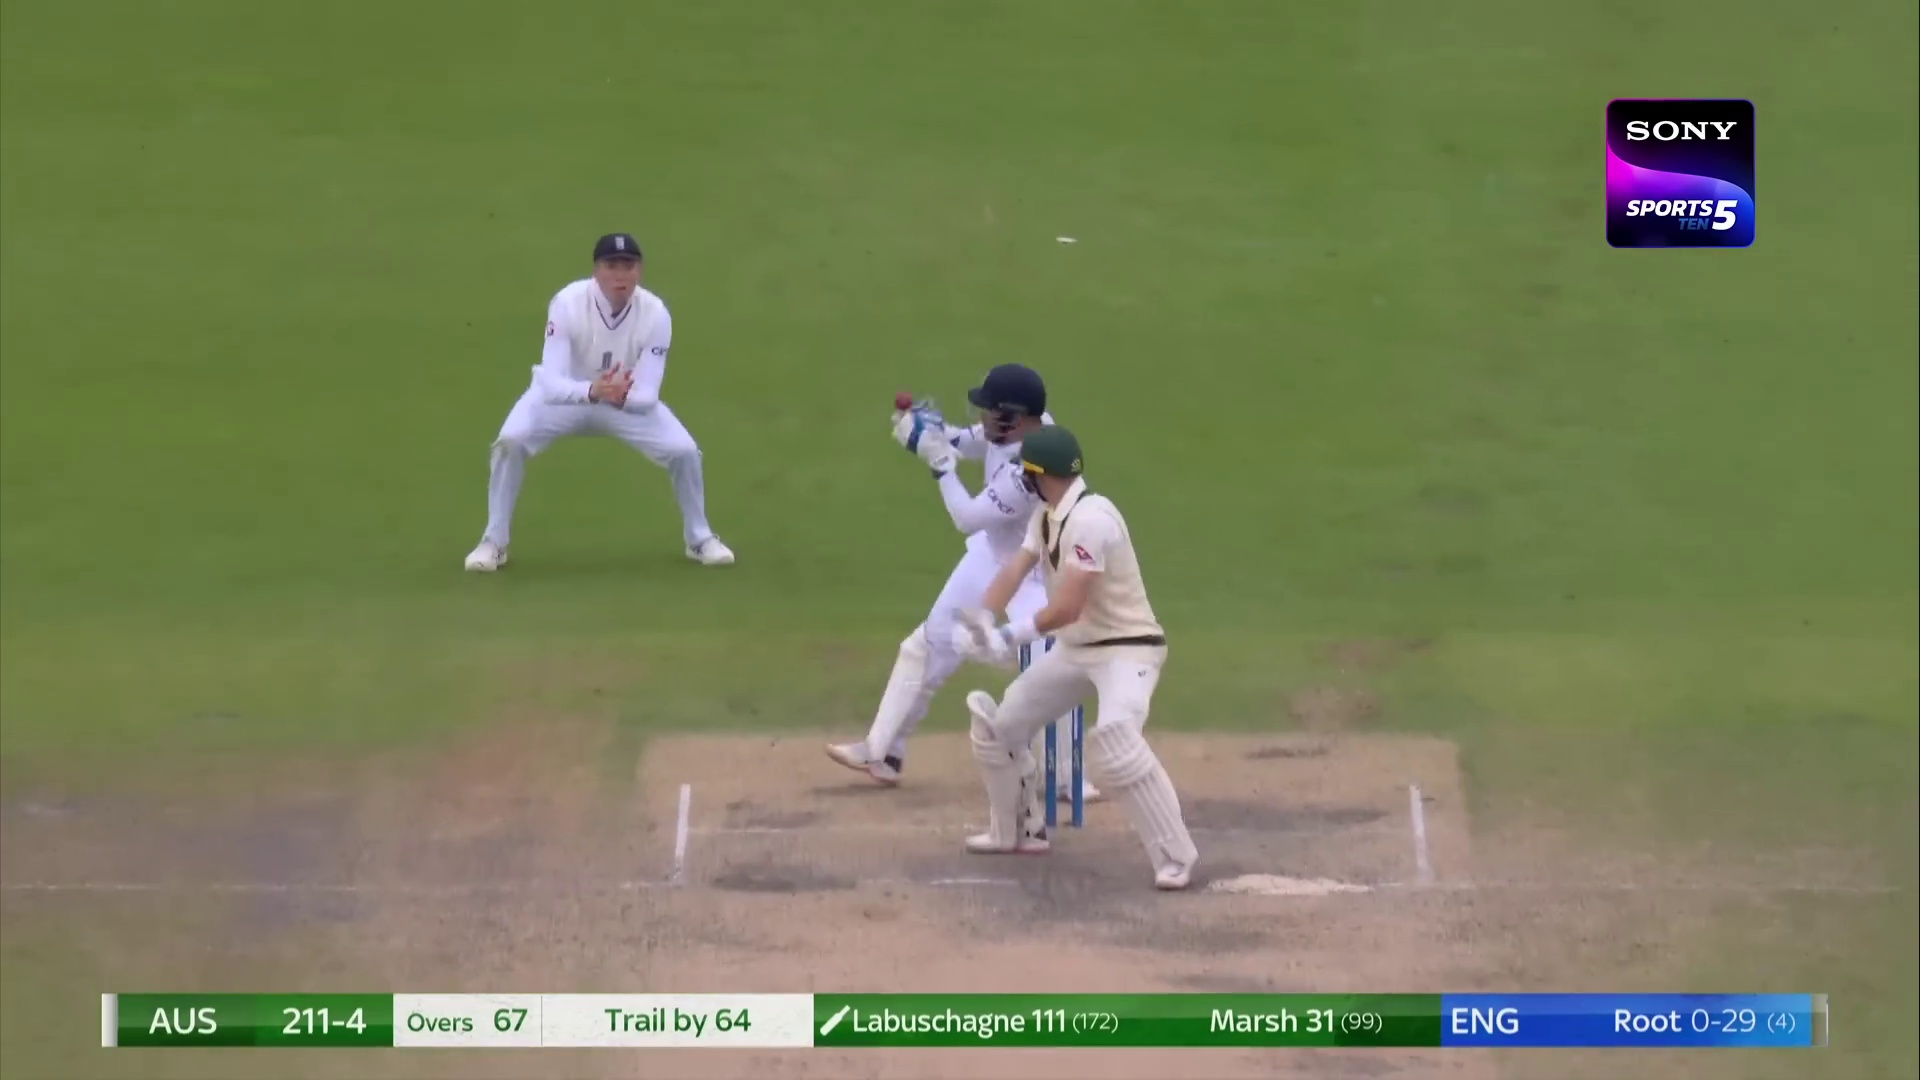 SONY
SPORTS
TEN 5
AUS 211-4 Overs 67 Trail by 64 Labuschagne 111 (172) Marsh 31 (99) ENG Root 0-29 (4)